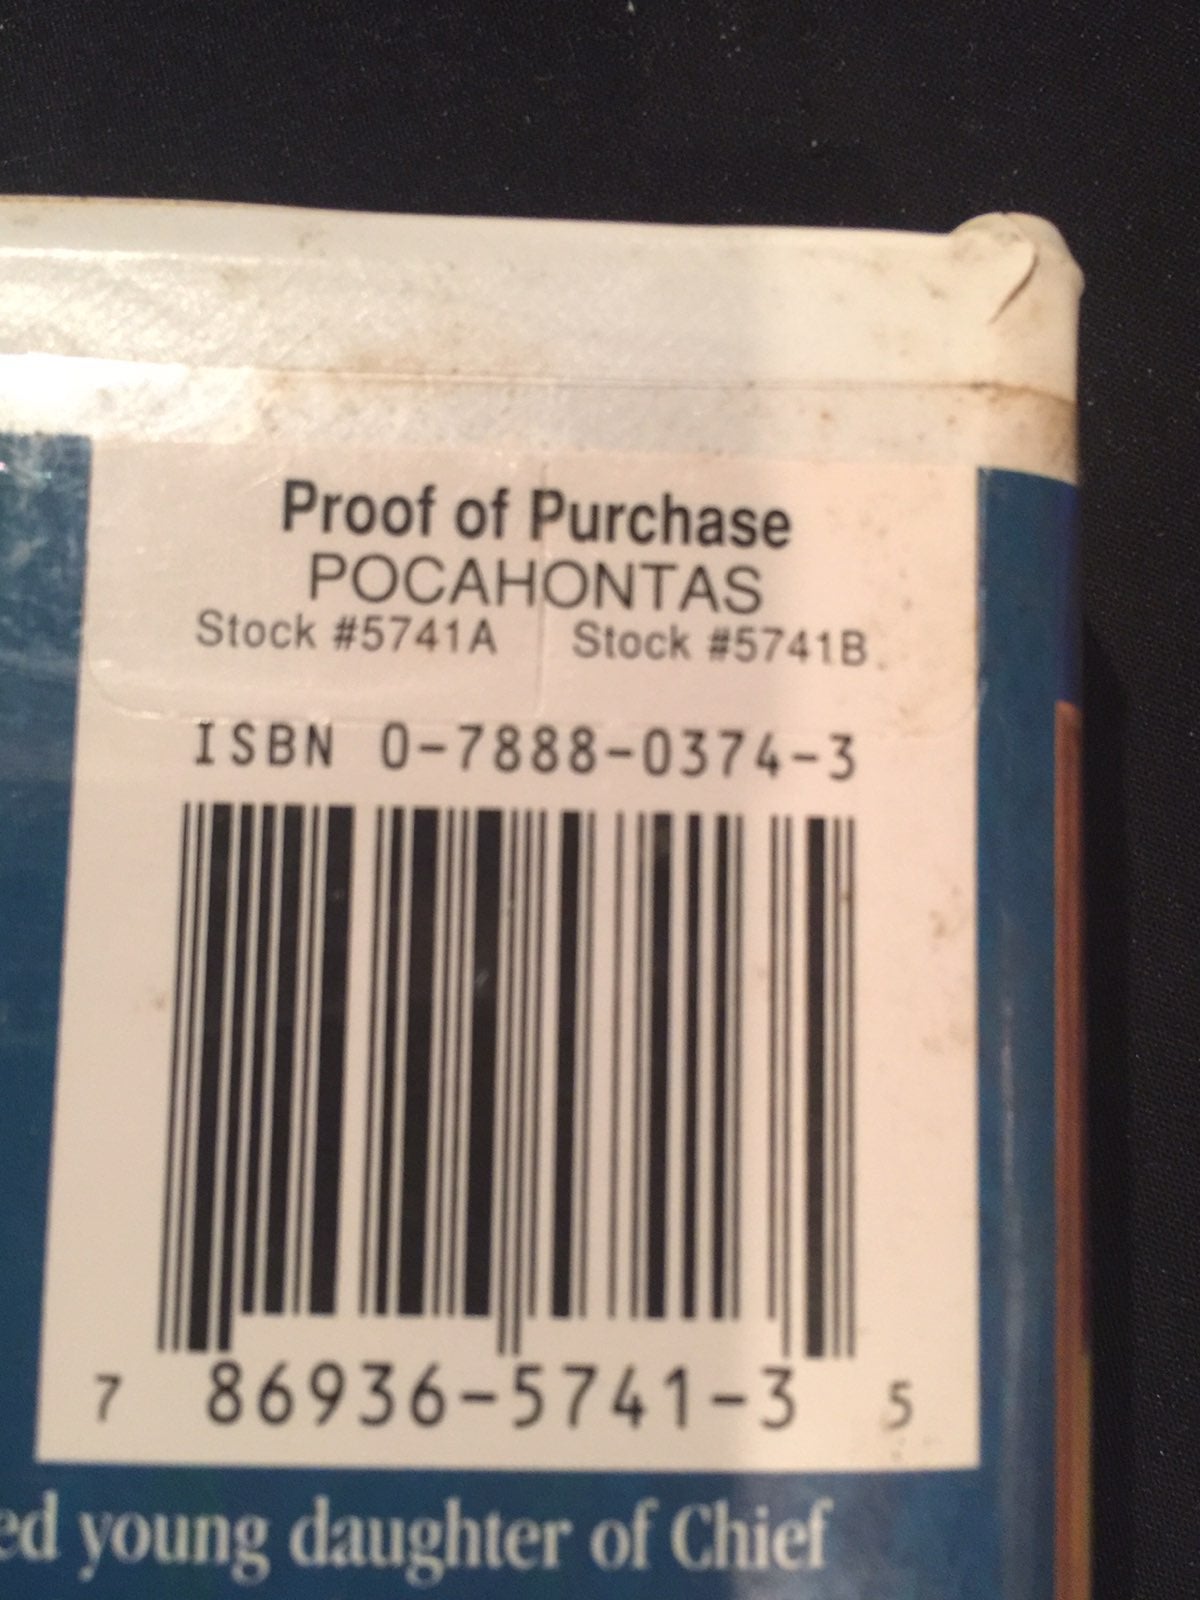 Proof of Purchase
POCAHONTAS
Stock #5741A Stock #5741B
ISBN 0-7888-0374-3
7 86936-5741-3 5
ed young daughter of Chief